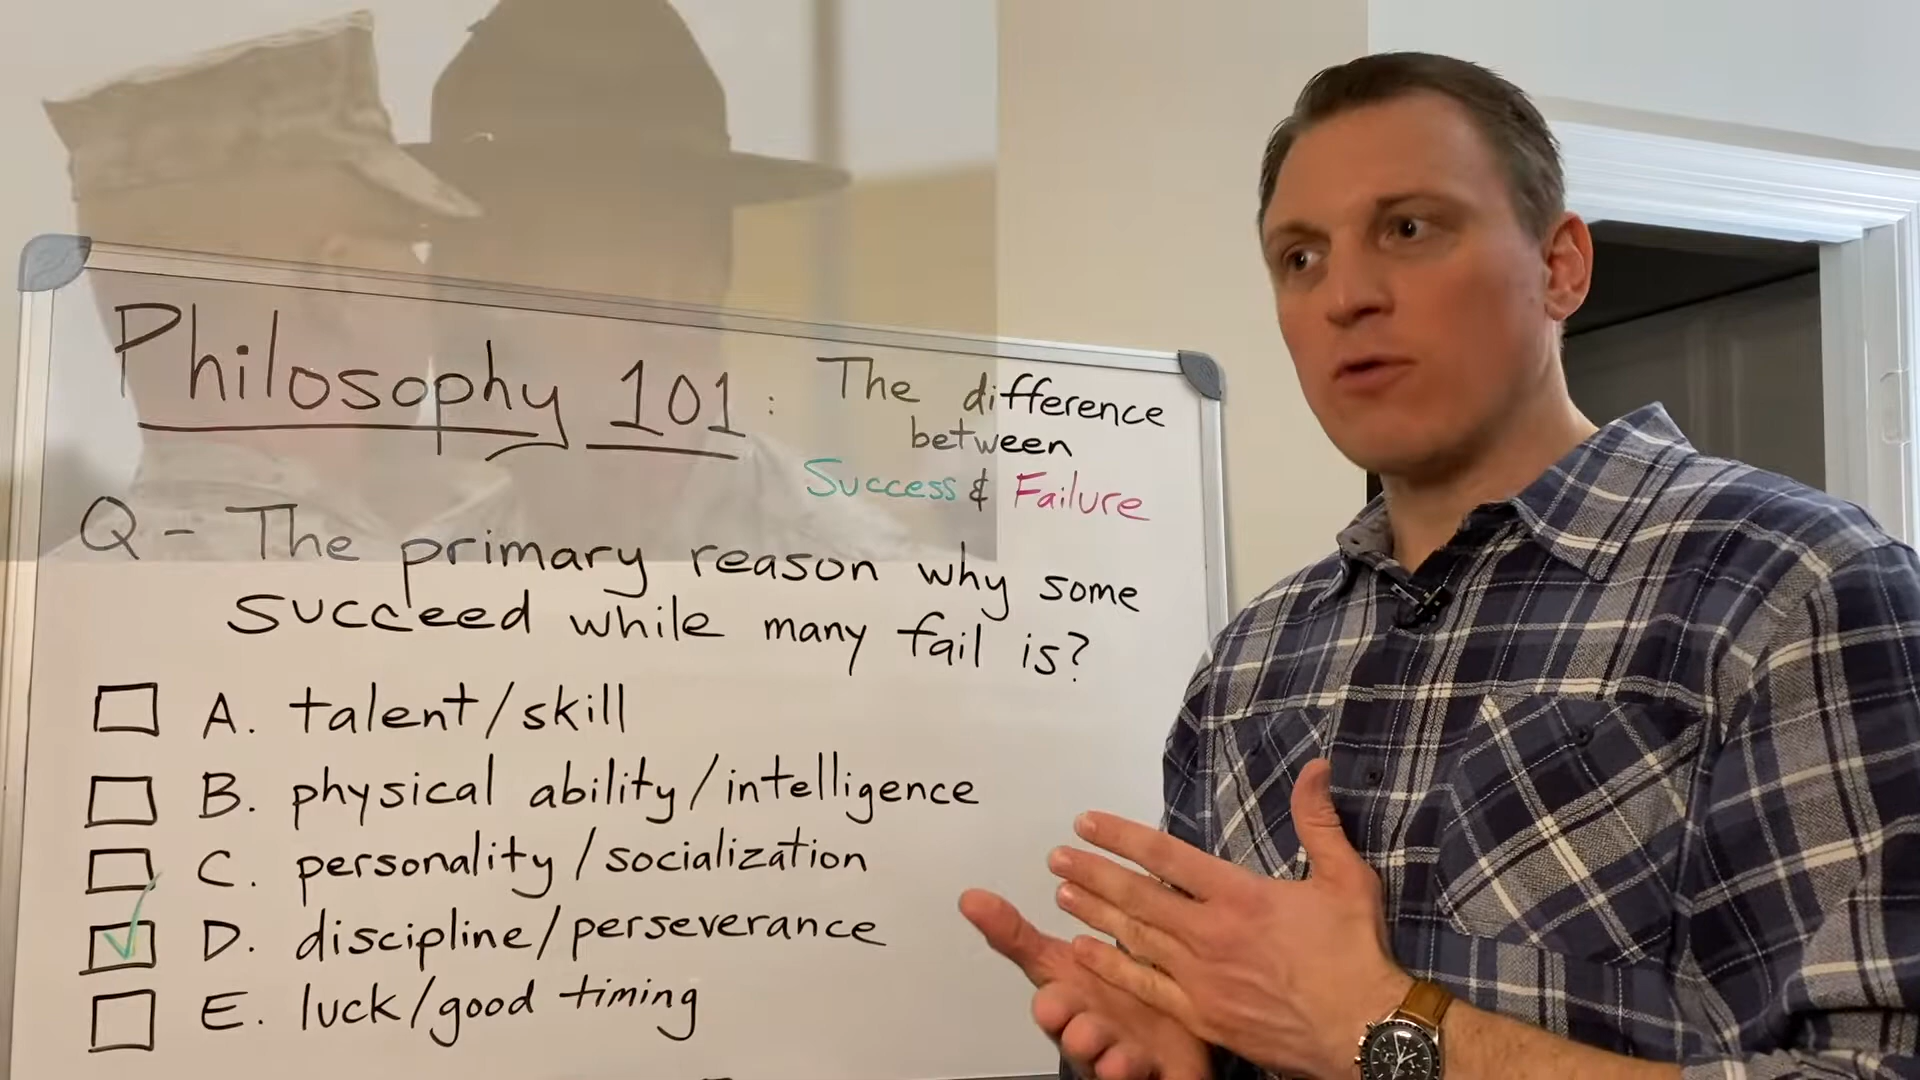 Philosophy 101 : The difference
between
Success & Failure
Q - The primary reason why some
succeed while many fail is?
A. talent/skill
B. physical ability/intelligence
C. personality/socialization
D. discipline/perseverance
E. luck/good timing